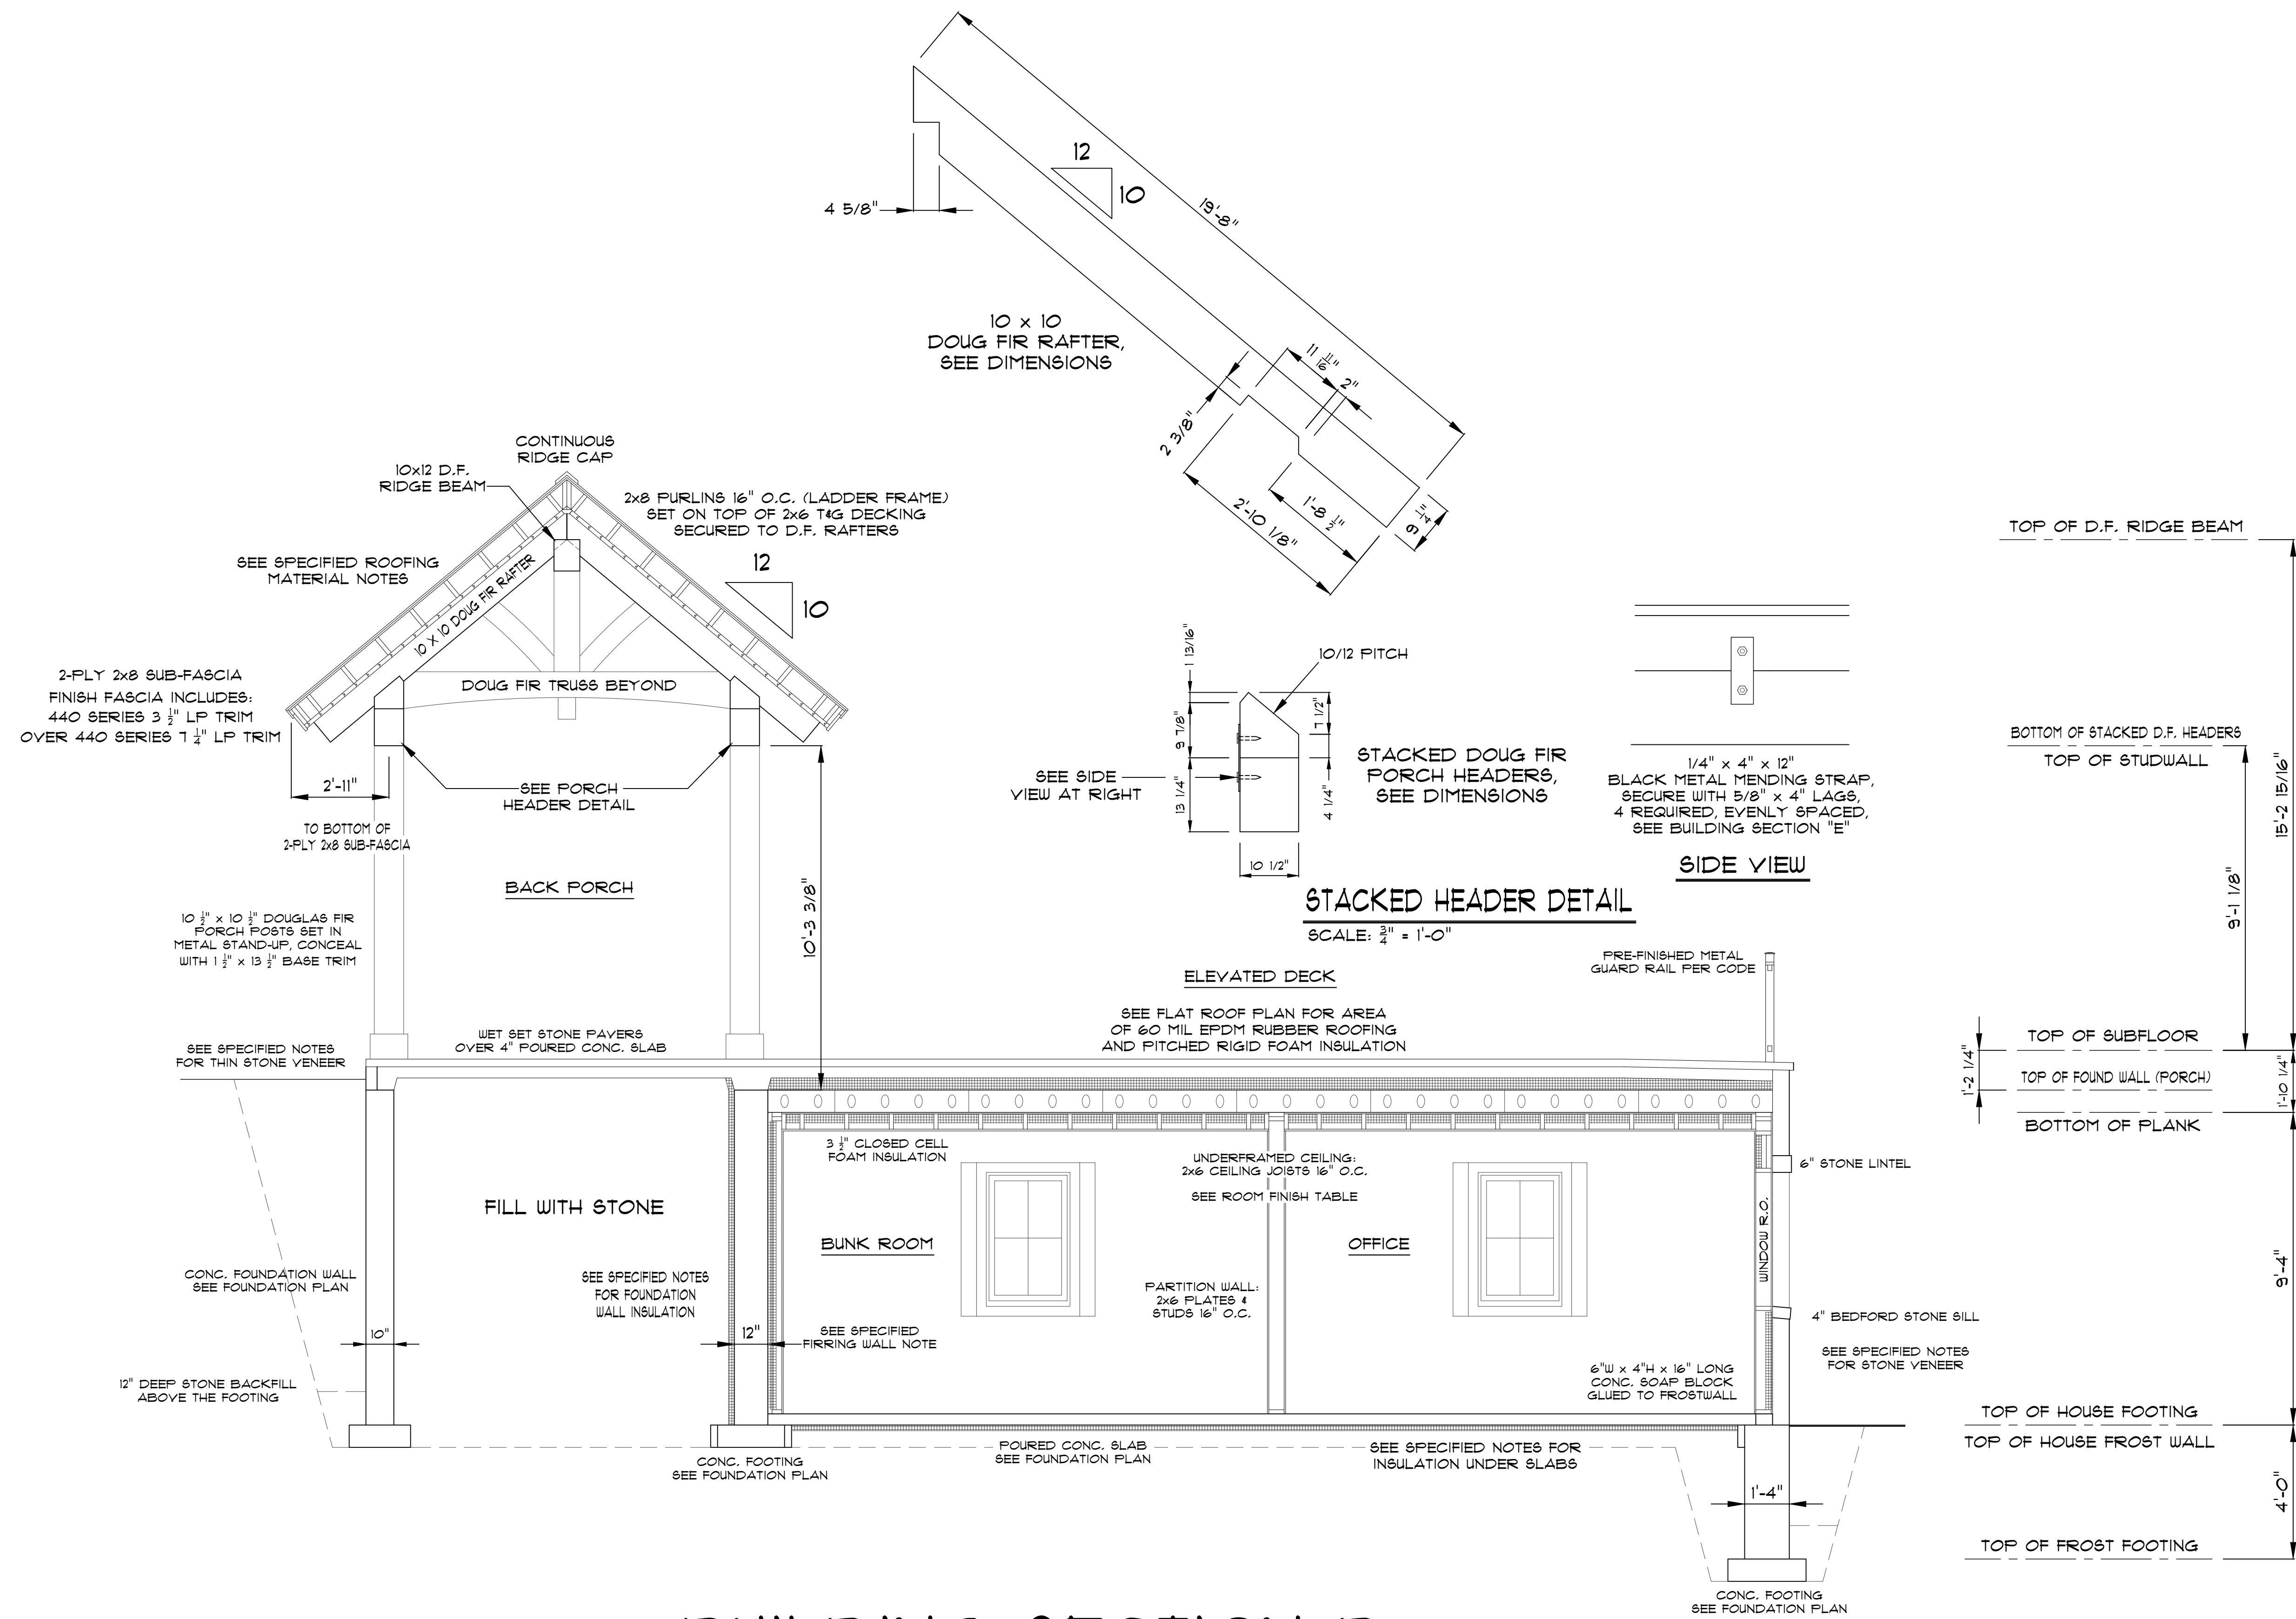 12
10
4 5/8"
19'-8"
10 x 10
DOUG FIR RAFTER,
SEE DIMENSIONS
11 11/16"
2"
2 3/8"
2'-10 1/8"
1'-8 1/2"
9 1/4"
CONTINUOUS
RIDGE CAP
10x12 D.F.
RIDGE BEAM
2x8 PURLINS 16" O.C. (LADDER FRAME)
SET ON TOP OF 2x6 T&G DECKING
SECURED TO D.F. RAFTERS
SEE SPECIFIED ROOFING
MATERIAL NOTES
10 X 10 DOUG FIR RAFTER
12
10
2-PLY 2x8 SUB-FASCIA
FINISH FASCIA INCLUDES:
440 SERIES 3 1/2" LP TRIM
OVER 440 SERIES 7 1/4" LP TRIM
DOUG FIR TRUSS BEYOND
2'-11"
SEE PORCH
HEADER DETAIL
TO BOTTOM OF
2-PLY 2x8 SUB-FASCIA
BACK PORCH
10'-3 3/8"
10 1/2" x 10 1/2" DOUGLAS FIR
PORCH POSTS SET IN
METAL STAND-UP, CONCEAL
WITH 1 1/2" x 13 1/2" BASE TRIM
1 13/16"
9 7/8"
13 1/4"
10/12 PITCH
7 1/2"
4 1/4"
10 1/2"
SEE SIDE
VIEW AT RIGHT
STACKED DOUG FIR
PORCH HEADERS,
SEE DIMENSIONS
STACKED HEADER DETAIL
SCALE: 3/4" = 1'-0"
1/4" x 4" x 12"
BLACK METAL MENDING STRAP,
SECURE WITH 5/8" x 4" LAGS,
4 REQUIRED, EVENLY SPACED,
SEE BUILDING SECTION "E"
SIDE VIEW
TOP OF D.F. RIDGE BEAM
BOTTOM OF STACKED D.F. HEADERS
TOP OF STUDWALL
15'-2 15/16"
9'-1 1/8"
PRE-FINISHED METAL
GUARD RAIL PER CODE
ELEVATED DECK
SEE FLAT ROOF PLAN FOR AREA
OF 60 MIL EPDM RUBBER ROOFING
AND PITCHED RIGID FOAM INSULATION
WET SET STONE PAVERS
OVER 4" POURED CONC. SLAB
SEE SPECIFIED NOTES
FOR THIN STONE VENEER
TOP OF SUBFLOOR
1'-2 1/4"
TOP OF FOUND WALL (PORCH)
1'-10 1/4"
BOTTOM OF PLANK
3 1/2" CLOSED CELL
FOAM INSULATION
UNDERFRAMED CEILING:
2x6 CEILING JOISTS 16" O.C.
SEE ROOM FINISH TABLE
6" STONE LINTEL
FILL WITH STONE
BUNK ROOM
OFFICE
WINDOW R.O.
CONC. FOUNDATION WALL
SEE FOUNDATION PLAN
SEE SPECIFIED NOTES
FOR FOUNDATION
WALL INSULATION
PARTITION WALL:
2x6 PLATES &
STUDS 16" O.C.
9'-4"
4" BEDFORD STONE SILL
10"
12"
SEE SPECIFIED
FIRRING WALL NOTE
SEE SPECIFIED NOTES
FOR STONE VENEER
12" DEEP STONE BACKFILL
ABOVE THE FOOTING
6"W x 4"H x 16" LONG
CONC. SOAP BLOCK
GLUED TO FROSTWALL
TOP OF HOUSE FOOTING
TOP OF HOUSE FROST WALL
CONC. FOOTING
SEE FOUNDATION PLAN
POURED CONC. SLAB
SEE FOUNDATION PLAN
SEE SPECIFIED NOTES FOR
INSULATION UNDER SLABS
1'-4"
4'-0"
TOP OF FROST FOOTING
CONC. FOOTING
SEE FOUNDATION PLAN